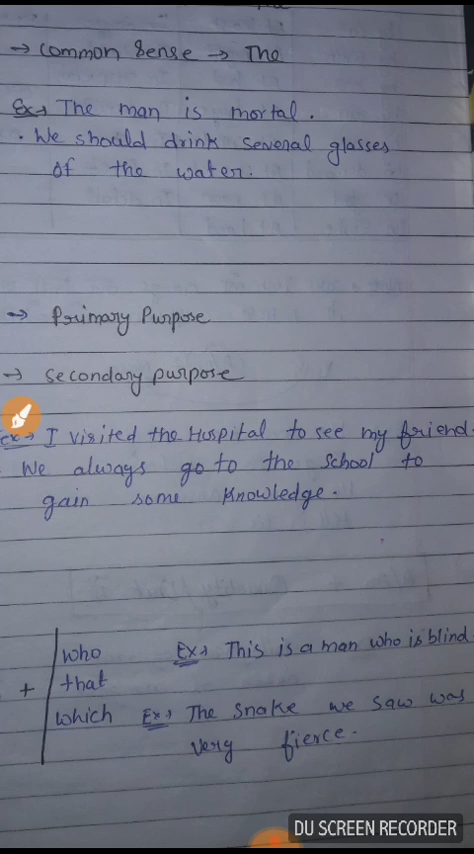 → Common Sense → The
Ex→ The man is mortal.
• We should drink several glasses
of the water.
→ Primary Purpose
→ Secondary purpose
Ex→ I visited the Hospital to see my friend.
We always go to the School to
gain some knowledge.
who Ex→ This is a man who is blind
+ that
which Ex→ The snake we saw was
very fierce.
DU SCREEN RECORDER